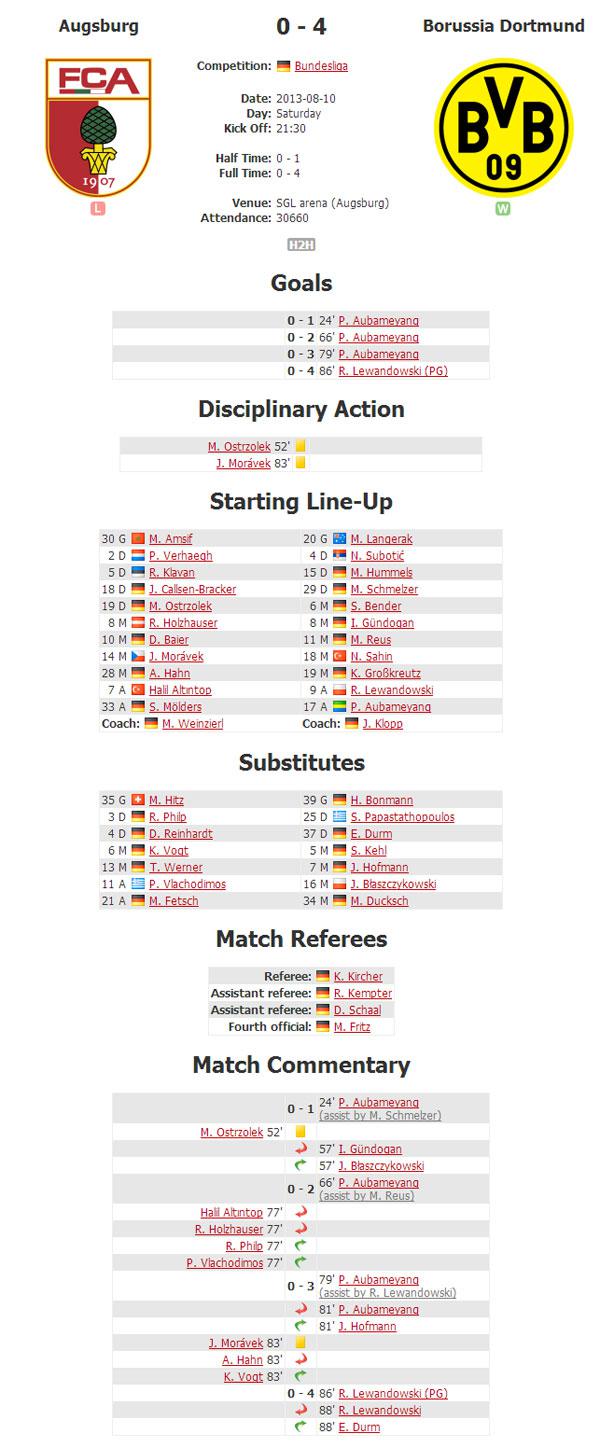 Augsburg 0 - 4 Borussia Dortmund
FCA
1907
BVB
09
Competition: Bundesliga
Date: 2013-08-10
Day: Saturday
Kick Off: 21:30
Half Time: 0 - 1
Full Time: 0 - 4
Venue: SGL arena (Augsburg)
Attendance: 30660
L
W
H2H
Goals
0 - 1 24' P. Aubameyang
0 - 2 66' P. Aubameyang
0 - 3 79' P. Aubameyang
0 - 4 86' R. Lewandowski (PG)
Disciplinary Action
M. Ostrzolek 52'
J. Morávek 83'
Starting Line-Up
30 G M. Amsif 20 G M. Langerak
2 D P. Verhaegh 4 D N. Subotić
5 D R. Klavan 15 D M. Hummels
18 D J. Callsen-Bracker 29 D M. Schmelzer
19 D M. Ostrzolek 6 M S. Bender
8 M R. Holzhauser 8 M I. Gündogan
10 M D. Baier 11 M M. Reus
14 M J. Morávek 18 M N. Sahin
28 M A. Hahn 19 M K. Großkreutz
7 A Halil Altıntop 9 A R. Lewandowski
33 A S. Mölders 17 A P. Aubameyang
Coach: M. Weinzierl Coach: J. Klopp
Substitutes
35 G M. Hitz 39 G H. Bonmann
3 D R. Philp 25 D S. Papastathopoulos
4 D D. Reinhardt 37 D E. Durm
6 M K. Vogt 5 M S. Kehl
13 M T. Werner 7 M J. Hofmann
11 A P. Vlachodimos 16 M J. Błaszczykowski
21 A M. Fetsch 34 M M. Ducksch
Match Referees
Referee: K. Kircher
Assistant referee: R. Kempter
Assistant referee: D. Schaal
Fourth official: M. Fritz
Match Commentary
0 - 1 24' P. Aubameyang
(assist by M. Schmelzer)
M. Ostrzolek 52'
57' I. Gündogan
57' J. Błaszczykowski
0 - 2 66' P. Aubameyang
(assist by M. Reus)
Halil Altıntop 77'
R. Holzhauser 77'
R. Philp 77'
P. Vlachodimos 77'
0 - 3 79' P. Aubameyang
(assist by R. Lewandowski)
81' P. Aubameyang
81' J. Hofmann
J. Morávek 83'
A. Hahn 83'
K. Vogt 83'
0 - 4 86' R. Lewandowski (PG)
88' R. Lewandowski
88' E. Durm